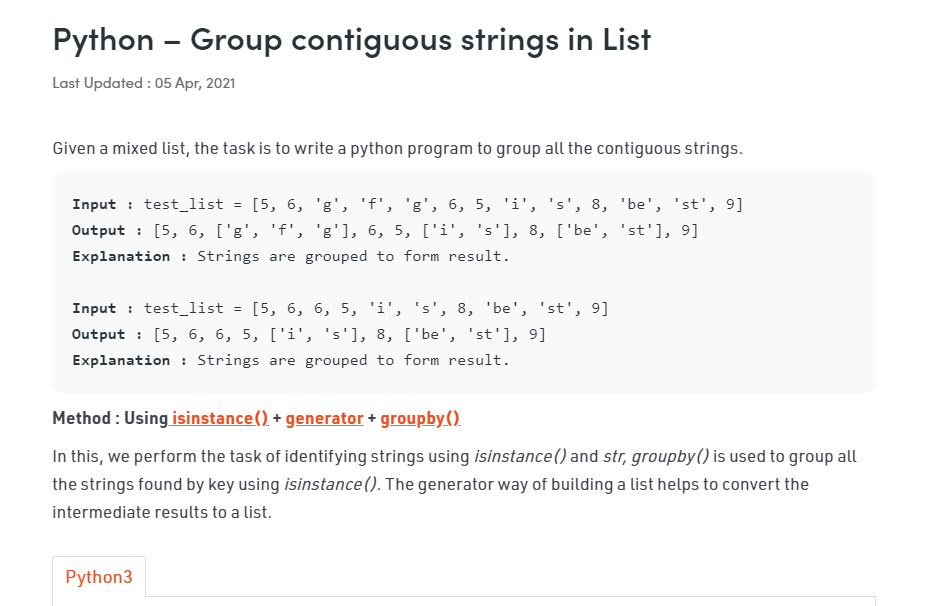 Python – Group contiguous strings in List
Last Updated : 05 Apr, 2021
Given a mixed list, the task is to write a python program to group all the contiguous strings.
Input : test_list = [5, 6, 'g', 'f', 'g', 6, 5, 'i', 's', 8, 'be', 'st', 9]
Output : [5, 6, ['g', 'f', 'g'], 6, 5, ['i', 's'], 8, ['be', 'st'], 9]
Explanation : Strings are grouped to form result.
Input : test_list = [5, 6, 6, 5, 'i', 's', 8, 'be', 'st', 9]
Output : [5, 6, 6, 5, ['i', 's'], 8, ['be', 'st'], 9]
Explanation : Strings are grouped to form result.
Method : Using isinstance() + generator + groupby()
In this, we perform the task of identifying strings using isinstance() and str, groupby() is used to group all
the strings found by key using isinstance(). The generator way of building a list helps to convert the
intermediate results to a list.
Python3